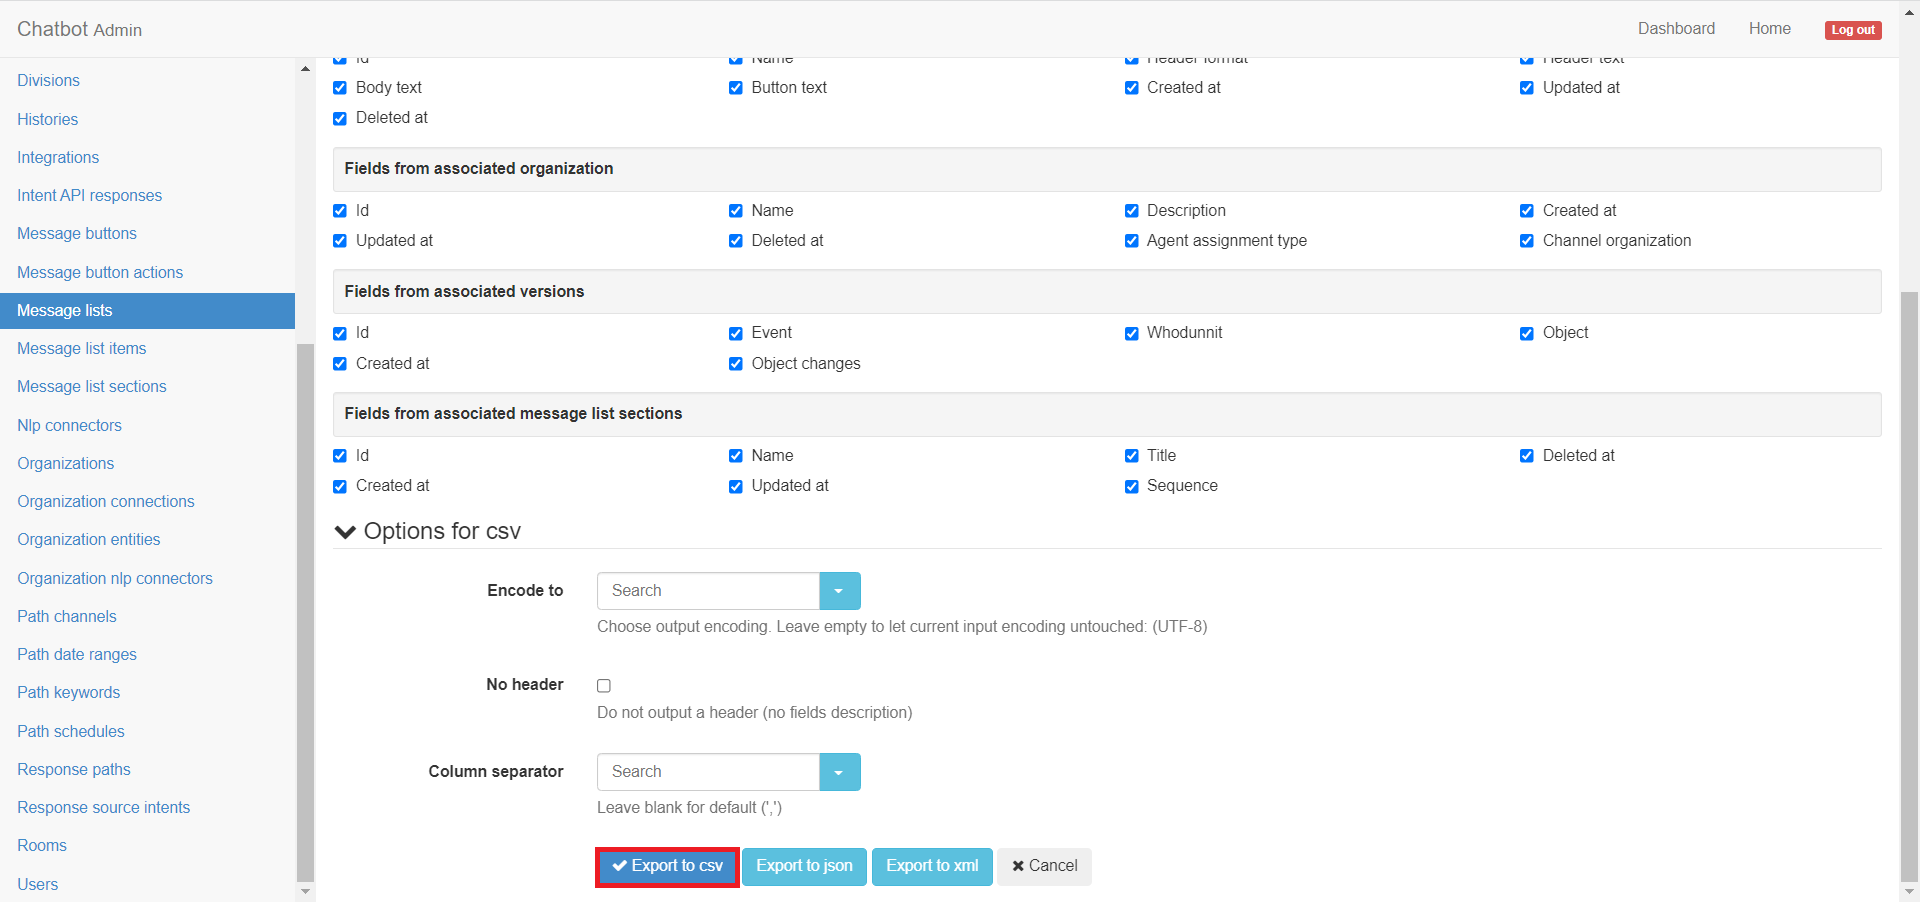 Chatbot Admin
Dashboard Home Log out
Divisions
Histories
Integrations
Intent API responses
Message buttons
Message button actions
Message lists
Message list items
Message list sections
Nlp connectors
Organizations
Organization connections
Organization entities
Organization nlp connectors
Path channels
Path date ranges
Path keywords
Path schedules
Response paths
Response source intents
Rooms
Users
Id Name Header format Header text
Body text Button text Created at Updated at
Deleted at
Fields from associated organization
Id Name Description Created at
Updated at Deleted at Agent assignment type Channel organization
Fields from associated versions
Id Event Whodunnit Object
Created at Object changes
Fields from associated message list sections
Id Name Title Deleted at
Created at Updated at Sequence
Options for csv
Encode to Search
Choose output encoding. Leave empty to let current input encoding untouched: (UTF-8)
No header
Do not output a header (no fields description)
Column separator Search
Leave blank for default (',')
Export to csv Export to json Export to xml Cancel